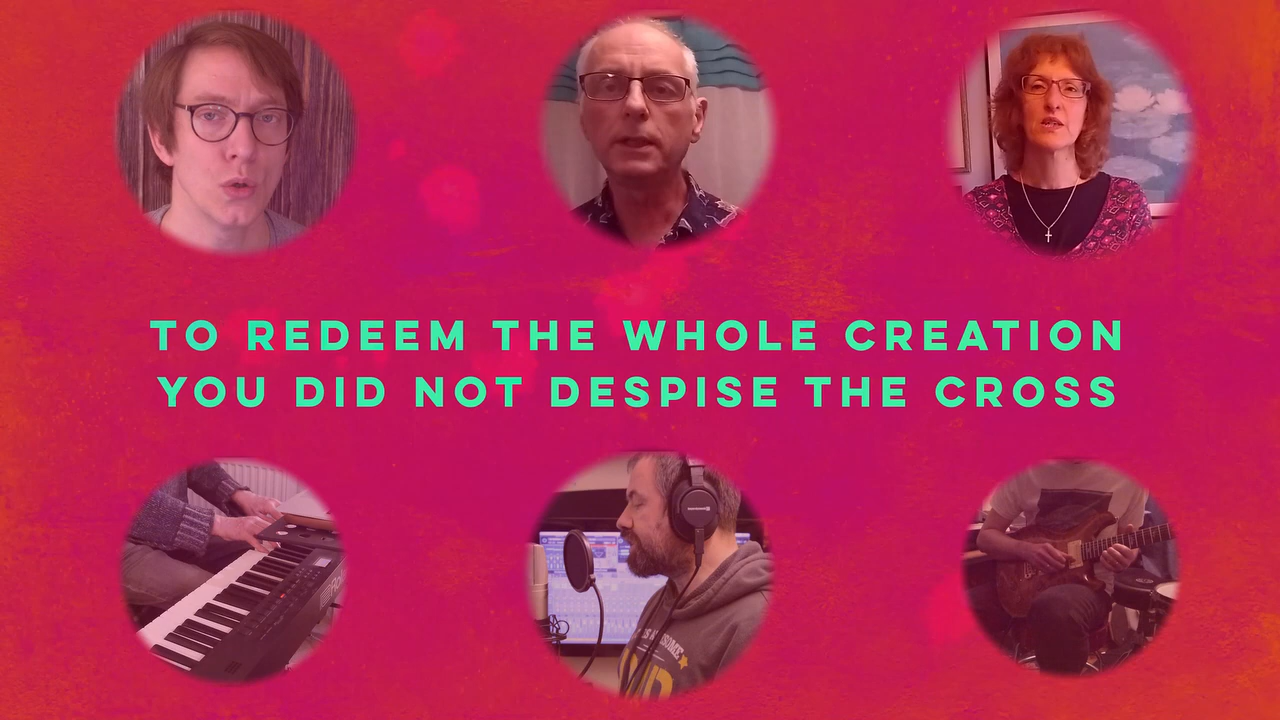 TO REDEEM THE WHOLE CREATION
YOU DID NOT DESPISE THE CROSS